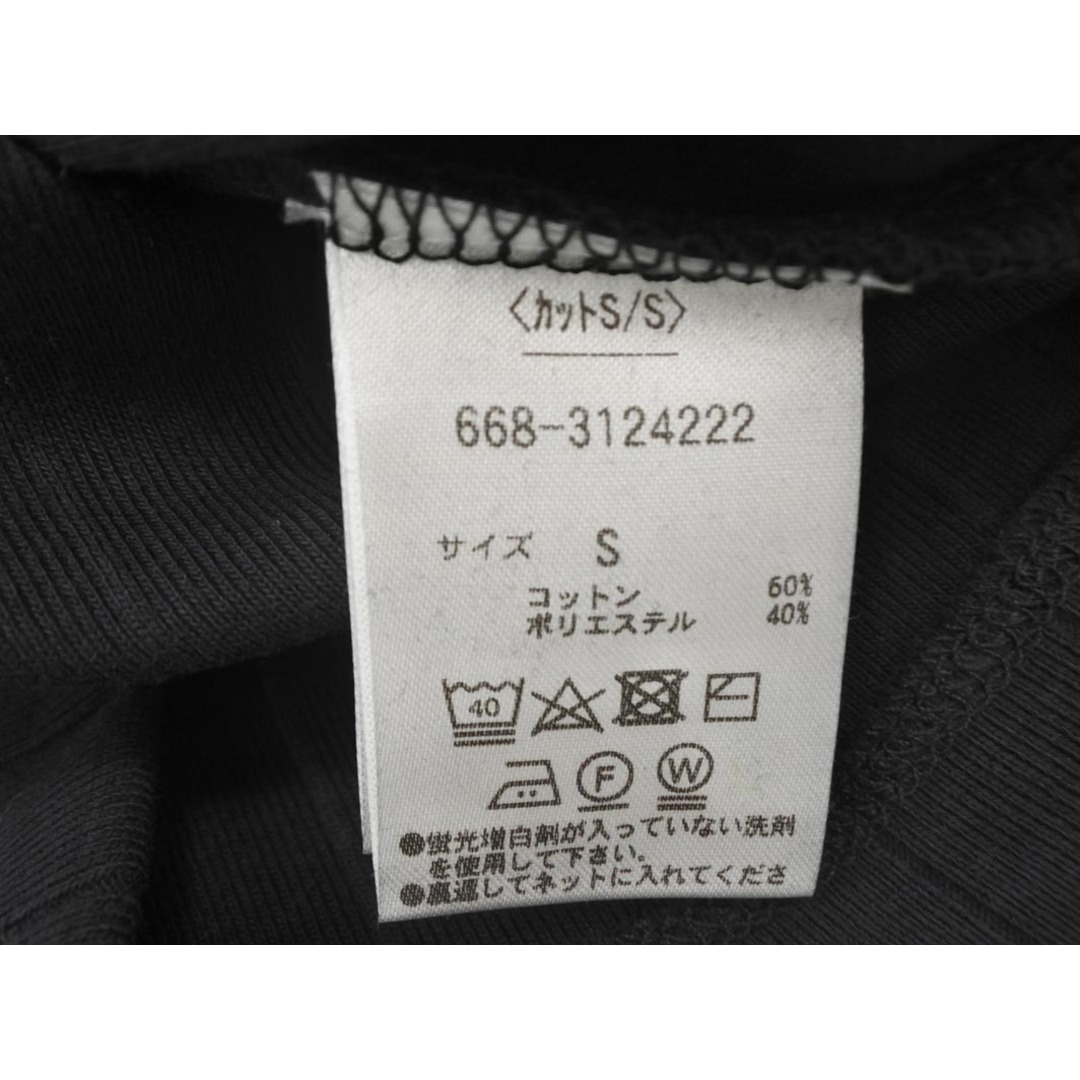 〈カットS/S〉
668-3124222
サイズ S
コットン 60%
ポリエステル 40%
40
F W
●蛍光増白剤が入っていない洗剤
を使用して下さい。
●裏返してネットに入れてくださ